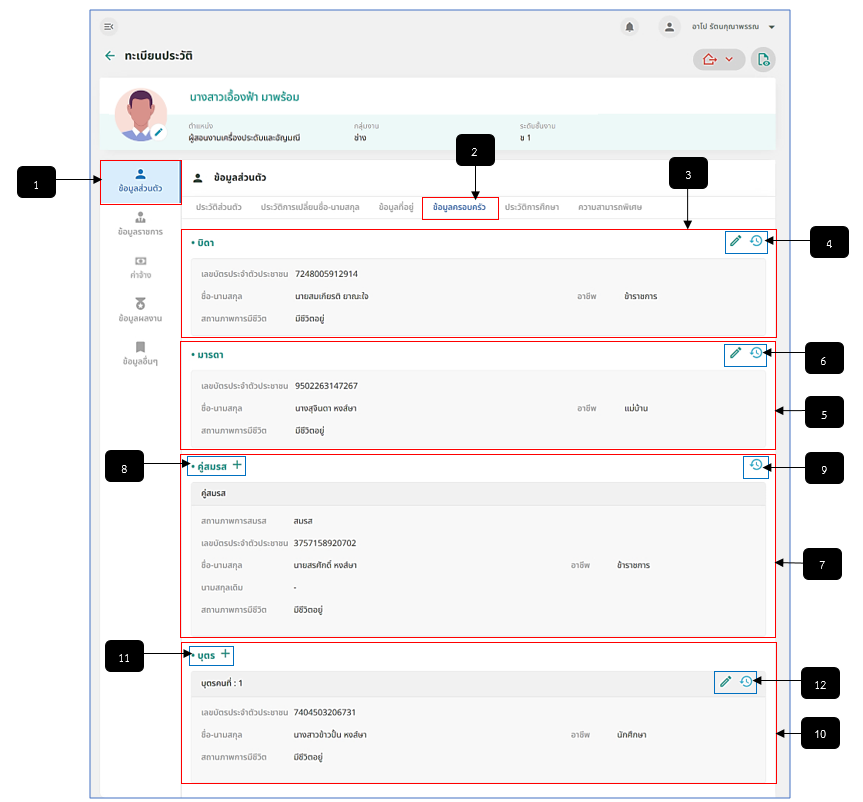 อาโป รัตนกุณาพรรณ
ทะเบียนประวัติ
นางสาวเอื้องฟ้า มาพร้อม
ตำแหน่ง กลุ่มงาน ระดับชั้นงาน
ผู้สอนงานเครื่องประดับและอัญมณี ช่าง ช 1
2
3
1
ข้อมูลส่วนตัว
ข้อมูลส่วนตัว
ประวัติส่วนตัว ประวัติการเปลี่ยนชื่อ-นามสกุล ข้อมูลที่อยู่ ข้อมูลครอบครัว ประวัติการศึกษา ความสามารถพิเศษ
ข้อมูลราชการ
ค่าจ้าง
ข้อมูลผลงาน
ข้อมูลอื่นๆ
• บิดา
4
เลขบัตรประจำตัวประชาชน 7248005912914
ชื่อ-นามสกุล นายสมเกียรติ ยาณะใจ อาชีพ ข้าราชการ
สถานภาพการมีชีวิต มีชีวิตอยู่
• มารดา
6
เลขบัตรประจำตัวประชาชน 9502263147267
ชื่อ-นามสกุล นางสุจินดา หงส์ษา อาชีพ แม่บ้าน
5
สถานภาพการมีชีวิต มีชีวิตอยู่
8
• คู่สมรส +
9
คู่สมรส
สถานภาพการสมรส สมรส
เลขบัตรประจำตัวประชาชน 3757158920702
ชื่อ-นามสกุล นายสรศักดิ์ หงส์ษา อาชีพ ข้าราชการ
7
นามสกุลเดิม -
สถานภาพการมีชีวิต มีชีวิตอยู่
11
• บุตร +
บุตรคนที่ : 1
12
เลขบัตรประจำตัวประชาชน 7404503206731
ชื่อ-นามสกุล นางสาวข้าวปั้น หงส์ษา อาชีพ นักศึกษา
10
สถานภาพการมีชีวิต มีชีวิตอยู่